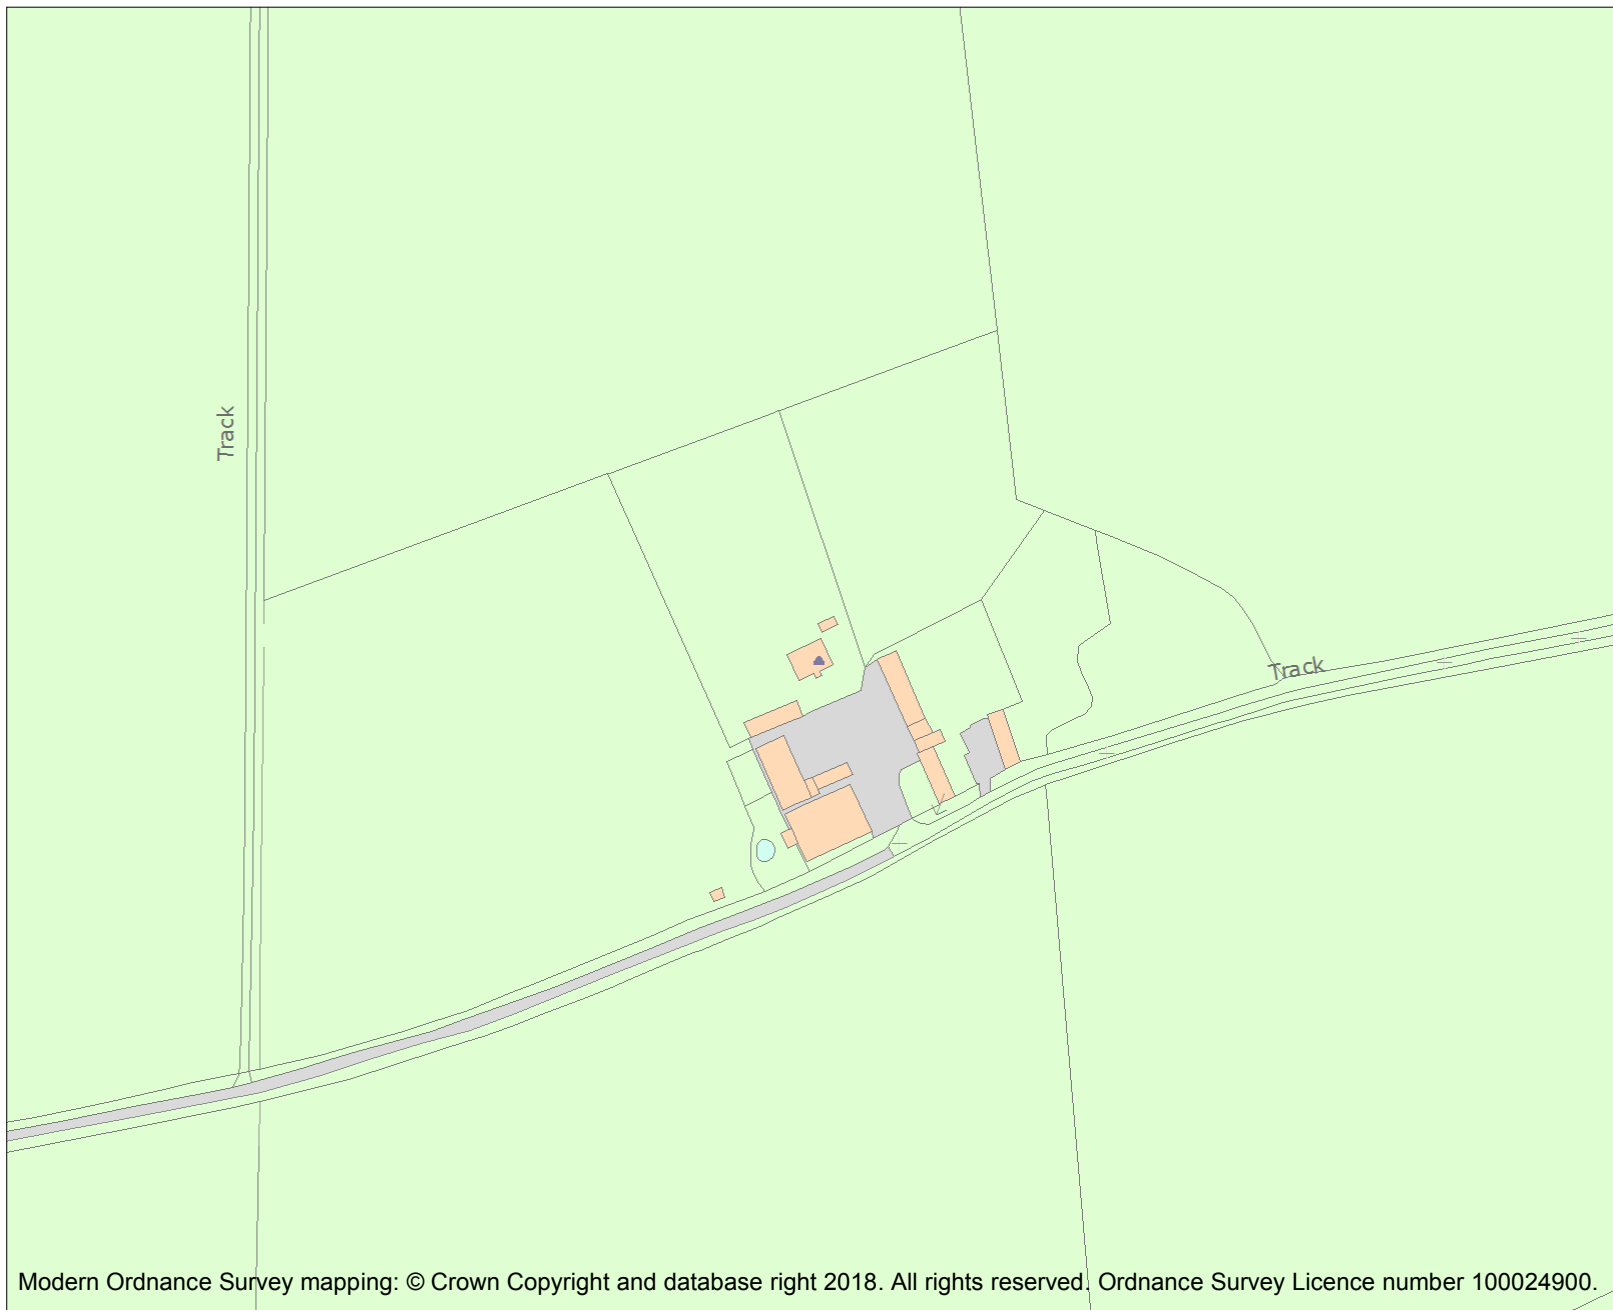 Track
Track
Modern Ordnance Survey mapping: © Crown Copyright and database right 2018. All rights reserved. Ordnance Survey Licence number 100024900.